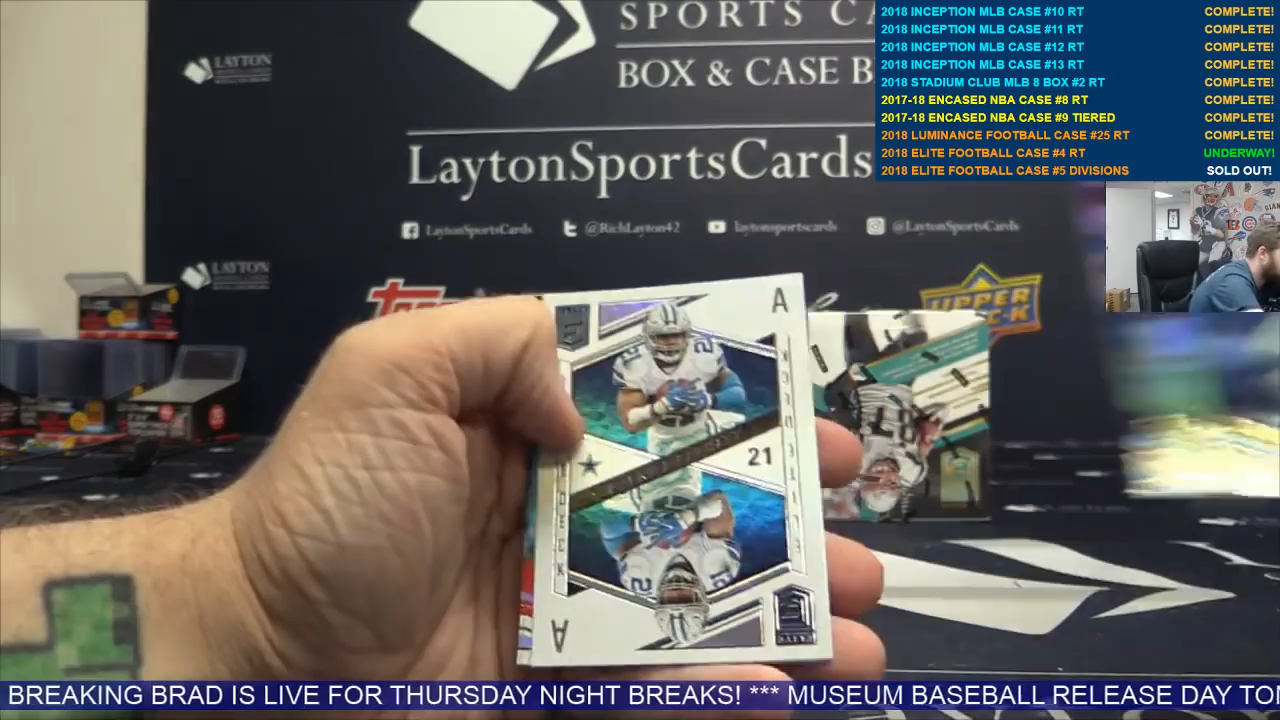 SPORTS CA
BOX & CASE B
LaytonSportsCards
LaytonSportsCards @RichLayton42 laytonsportscards @LaytonSportsCards
LAYTON
LAYTON
2018 INCEPTION MLB CASE #10 RT COMPLETE!
2018 INCEPTION MLB CASE #11 RT COMPLETE!
2018 INCEPTION MLB CASE #12 RT COMPLETE!
2018 INCEPTION MLB CASE #13 RT COMPLETE!
2018 STADIUM CLUB MLB 8 BOX #2 RT COMPLETE!
2017-18 ENCASED NBA CASE #8 RT COMPLETE!
2017-18 ENCASED NBA CASE #9 TIERED COMPLETE!
2018 LUMINANCE FOOTBALL CASE #25 RT COMPLETE!
2018 ELITE FOOTBALL CASE #4 RT UNDERWAY!
2018 ELITE FOOTBALL CASE #5 DIVISIONS SOLD OUT!
Topps
UPPER DECK
A
21
A
BREAKING BRAD IS LIVE FOR THURSDAY NIGHT BREAKS! *** MUSEUM BASEBALL RELEASE DAY TO